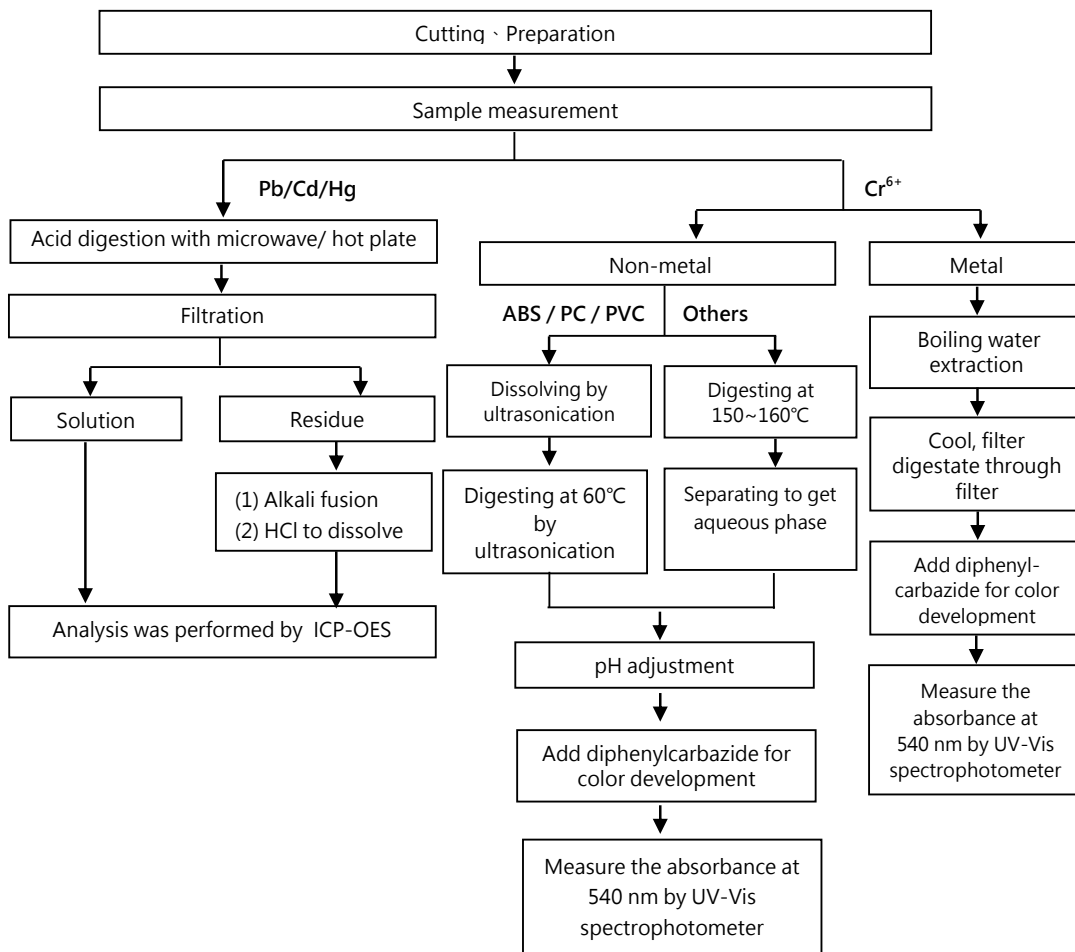 Cutting、Preparation
Sample measurement
Pb/Cd/Hg
Cr⁶⁺
Acid digestion with microwave/ hot plate
Filtration
Solution
Residue
(1) Alkali fusion
(2) HCl to dissolve
Analysis was performed by ICP-OES
Non-metal
ABS / PC / PVC
Others
Dissolving by
ultrasonication
Digesting at 60℃
by
ultrasonication
Digesting at
150~160℃
Separating to get
aqueous phase
pH adjustment
Add diphenylcarbazide for
color development
Measure the absorbance at
540 nm by UV-Vis
spectrophotometer
Metal
Boiling water
extraction
Cool, filter
digestate through
filter
Add diphenyl-
carbazide for color
development
Measure the
absorbance at
540 nm by UV-Vis
spectrophotometer